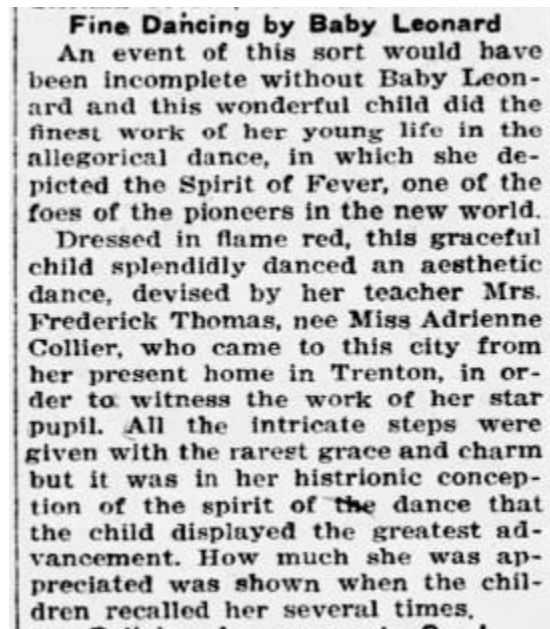 Fine Dancing by Baby Leonard
An event of this sort would have
been incomplete without Baby Leon-
ard and this wonderful child did the
finest work of her young life in the
allegorical dance, in which she de-
picted the Spirit of Fever, one of the
foes of the pioneers in the new world.
Dressed in flame red, this graceful
child splendidly danced an aesthetic
dance, devised by her teacher Mrs.
Frederick Thomas, nee Miss Adrienne
Collier, who came to this city from
her present home in Trenton, in or-
der to witness the work of her star
pupil. All the intricate steps were
given with the rarest grace and charm
but it was in her histrionic concep-
tion of the spirit of the dance that
the child displayed the greatest ad-
vancement. How much she was ap-
preciated was shown when the chil-
dren recalled her several times.